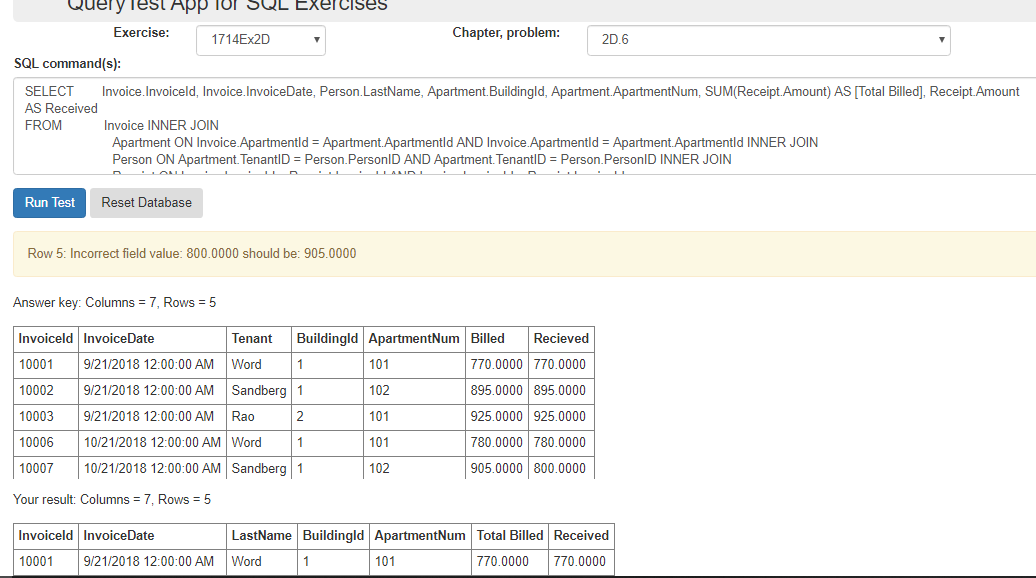 QueryTest App for SQL Exercises
Exercise: 1714Ex2D Chapter, problem: 2D.6
SQL command(s):
SELECT Invoice.InvoiceId, Invoice.InvoiceDate, Person.LastName, Apartment.BuildingId, Apartment.ApartmentNum, SUM(Receipt.Amount) AS [Total Billed], Receipt.Amount
AS Received
FROM Invoice INNER JOIN
Apartment ON Invoice.ApartmentId = Apartment.ApartmentId AND Invoice.ApartmentId = Apartment.ApartmentId INNER JOIN
Person ON Apartment.TenantID = Person.PersonID AND Apartment.TenantID = Person.PersonID INNER JOIN
Run Test Reset Database
Row 5: Incorrect field value: 800.0000 should be: 905.0000
Answer key: Columns = 7, Rows = 5
InvoiceId InvoiceDate Tenant BuildingId ApartmentNum Billed Recieved
10001 9/21/2018 12:00:00 AM Word 1 101 770.0000 770.0000
10002 9/21/2018 12:00:00 AM Sandberg 1 102 895.0000 895.0000
10003 9/21/2018 12:00:00 AM Rao 2 101 925.0000 925.0000
10006 10/21/2018 12:00:00 AM Word 1 101 780.0000 780.0000
10007 10/21/2018 12:00:00 AM Sandberg 1 102 905.0000 800.0000
Your result: Columns = 7, Rows = 5
InvoiceId InvoiceDate LastName BuildingId ApartmentNum Total Billed Received
10001 9/21/2018 12:00:00 AM Word 1 101 770.0000 770.0000